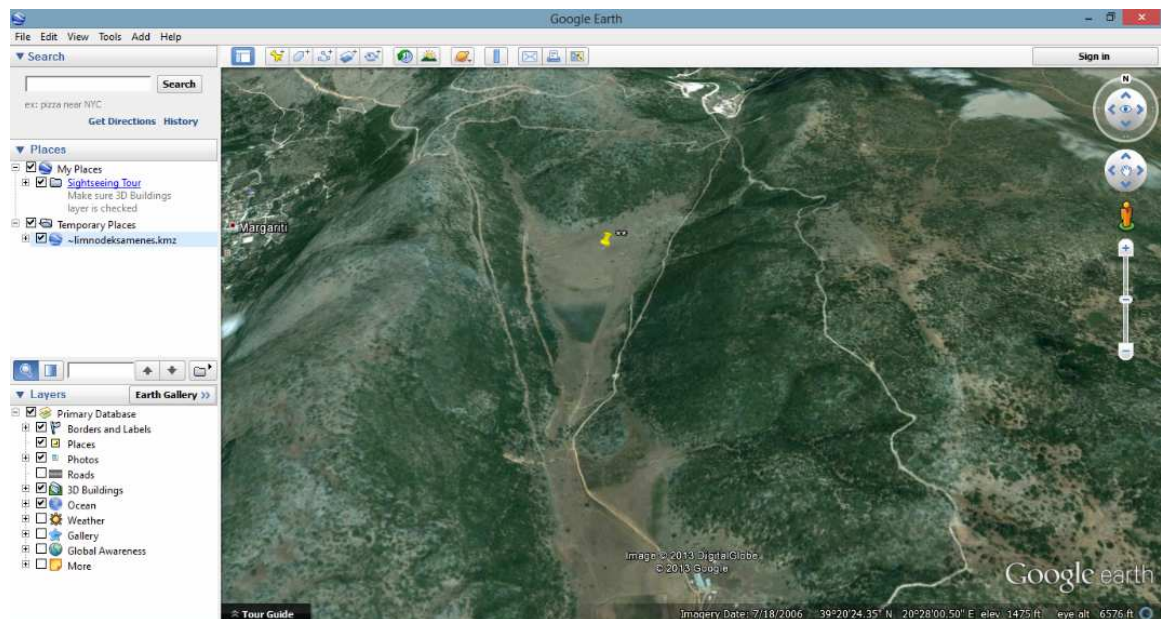 Google Earth
File Edit View Tools Add Help
Search
Sign in
Search
ex: pizza near NYC
Get Directions History
Places
My Places
Sightseeing Tour
Make sure 3D Buildings
layer is checked
Temporary Places
~limnodeksamenes.kmz
Layers
Earth Gallery >>
Primary Database
Borders and Labels
Places
Photos
Roads
3D Buildings
Ocean
Weather
Gallery
Global Awareness
More
N
Margariti
**
Image © 2013 DigitalGlobe
© 2013 Google
Google earth
Tour Guide
Imagery Date: 7/18/2006 39°20'24.35" N 20°28'00.50" E elev 1475 ft eye alt 6576 ft